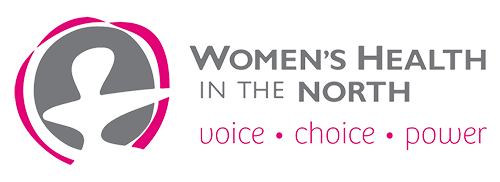 WOMEN'S HEALTH
IN THE NORTH
voice • choice • power